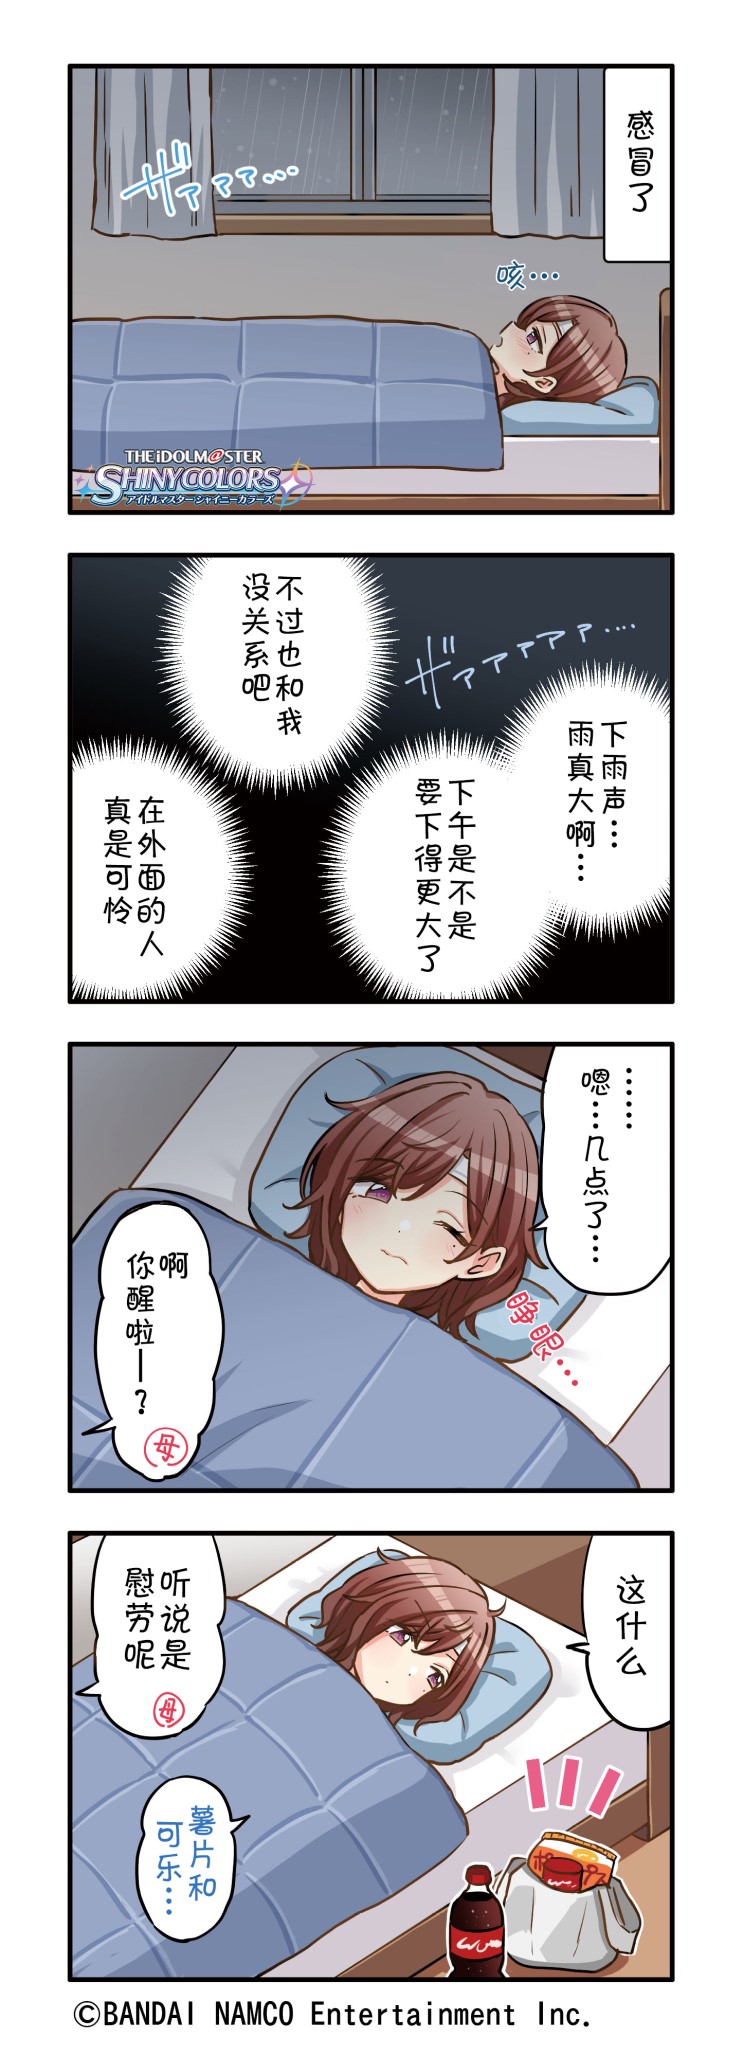 感冒了
ザァァァ…
咳…
THE iDOLM@STER
SHINYCOLORS
アイドルマスター シャイニーカラーズ
ザァァァァァ….
下雨声…
雨真大啊…
下午是不是
要下得更大了
不过也和我
没关系吧
在外面的人
真是可怜
……
嗯…几点了…
睁眼…
啊
你醒啦—?
母
这什么
听说是
慰劳呢
母
薯片和
可乐…
©BANDAI NAMCO Entertainment Inc.